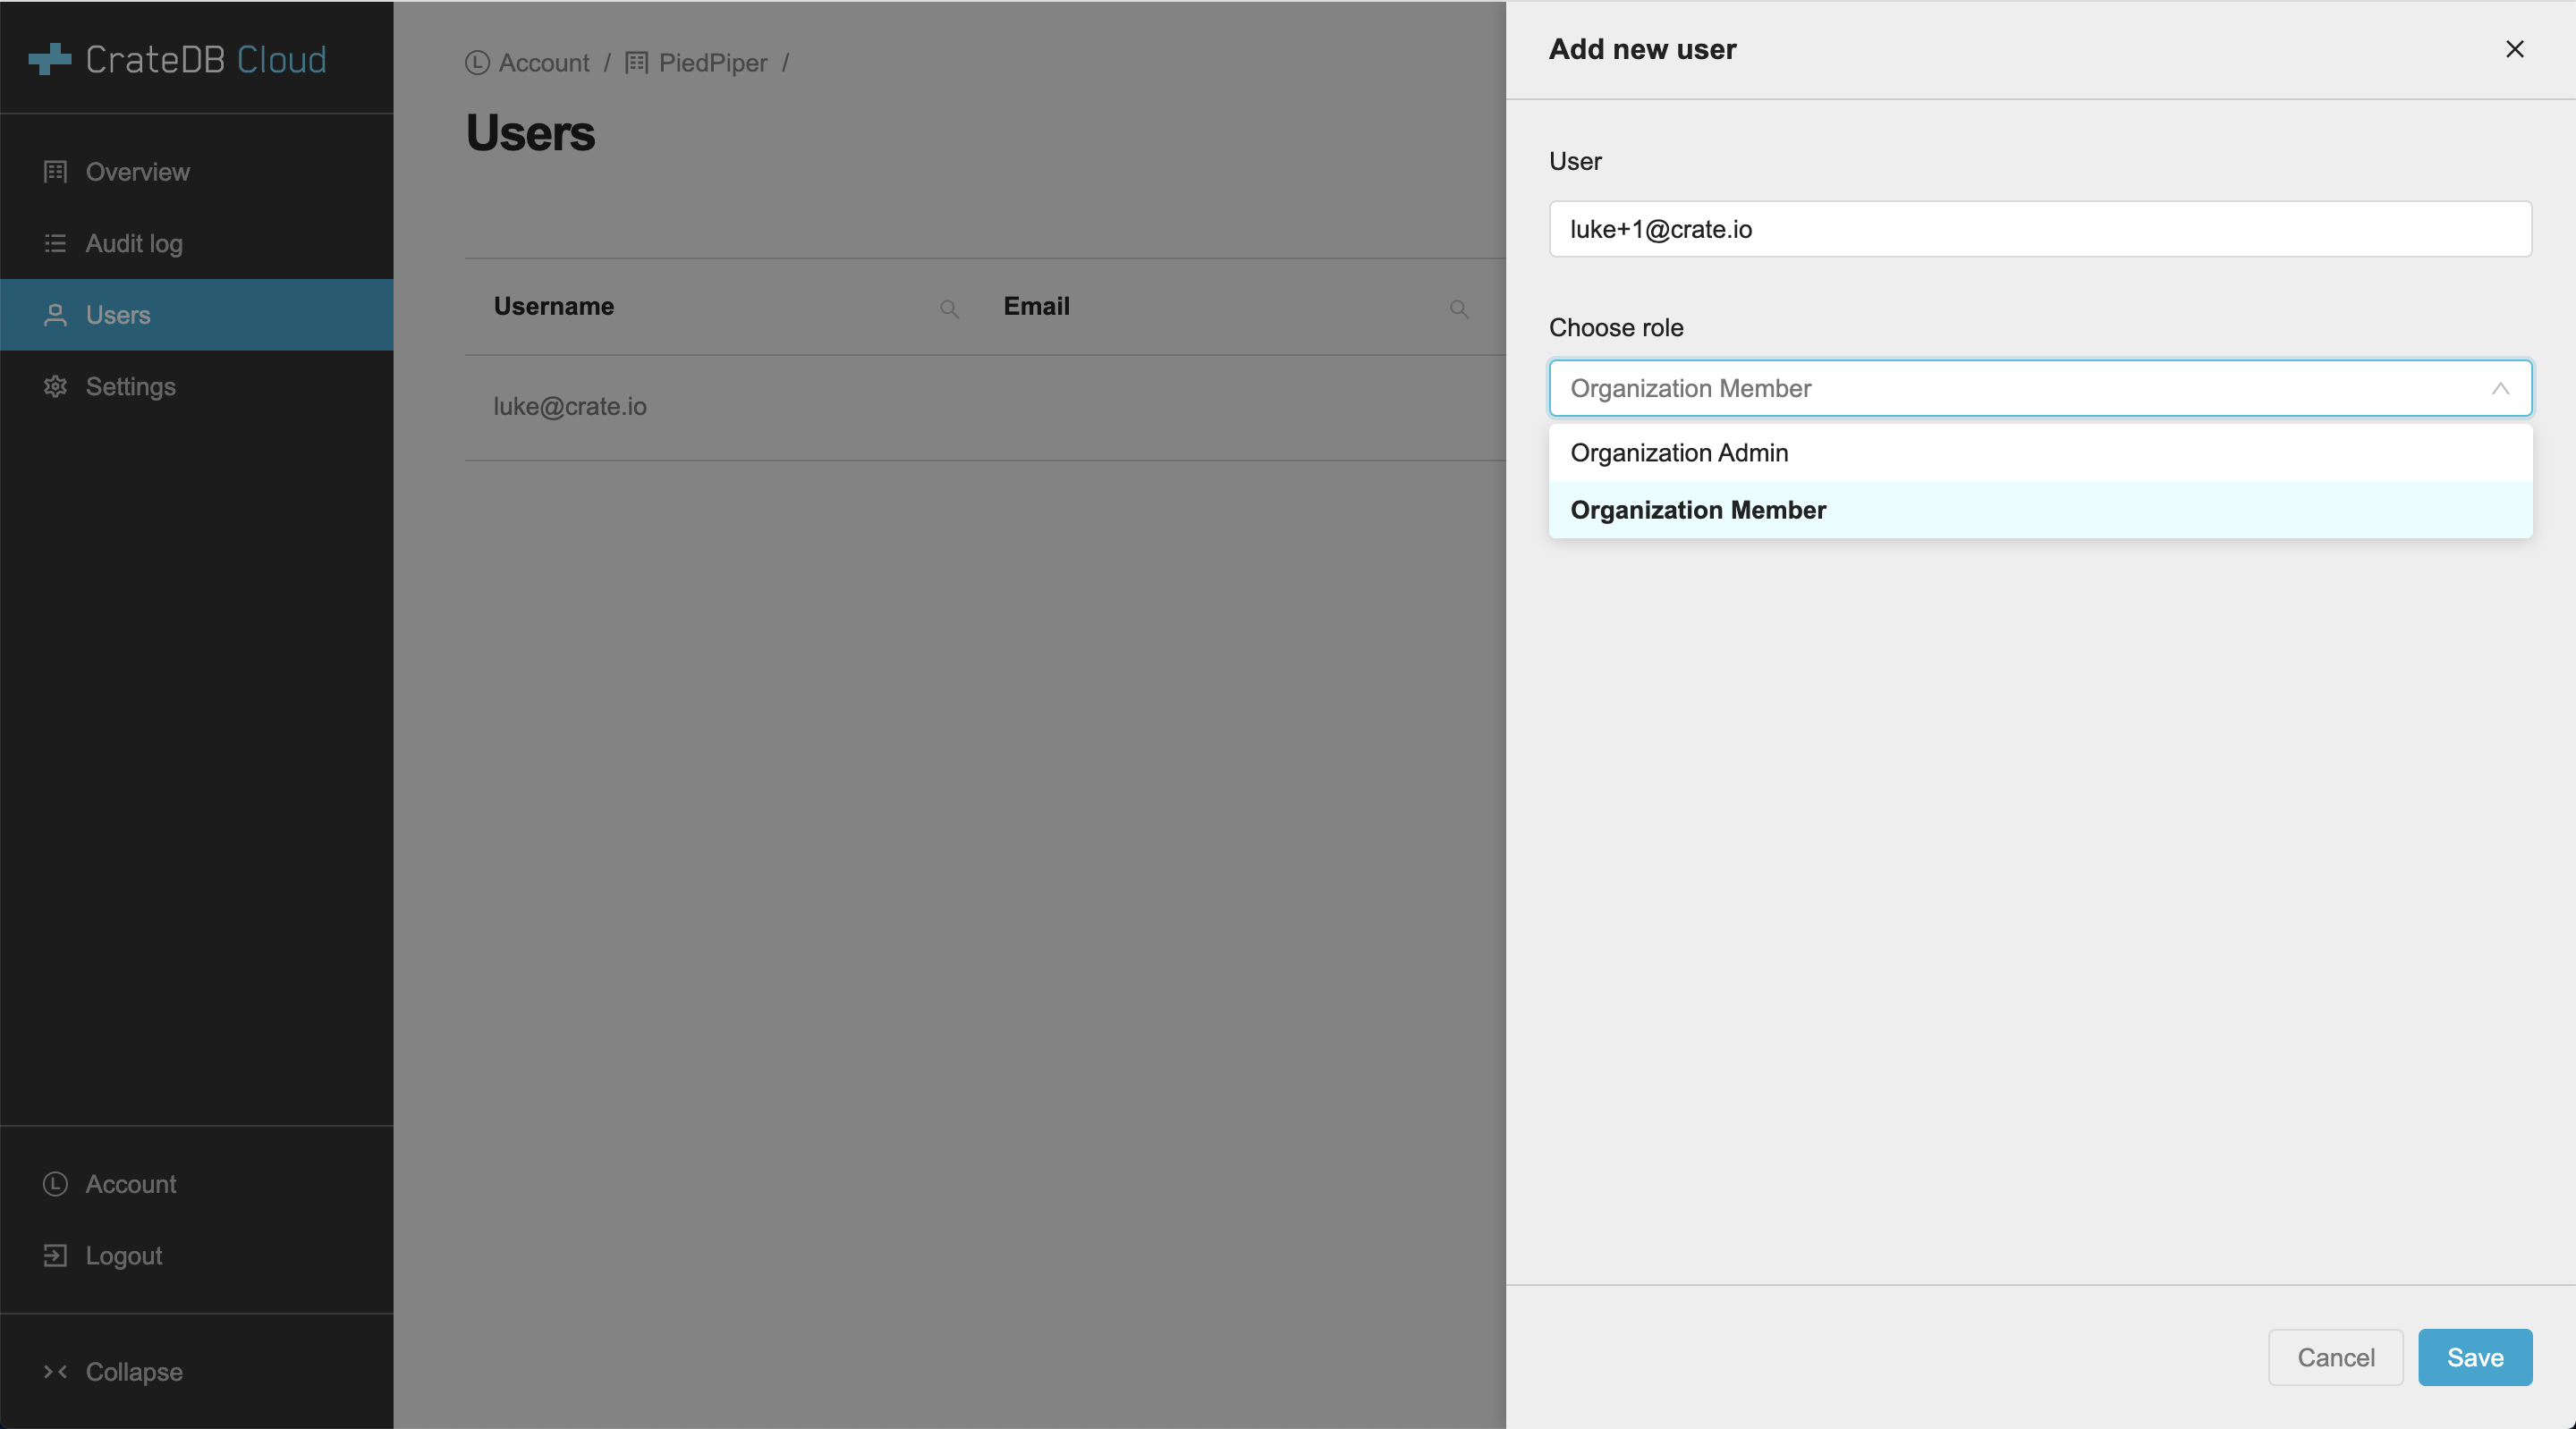 CrateDB Cloud
Overview
Audit log
Users
Settings
Account
Logout
Collapse
Account / PiedPiper /
Users
Username Email
luke@crate.io
Add new user
User
luke+1@crate.io
Choose role
Organization Member
Organization Admin
Organization Member
Cancel Save